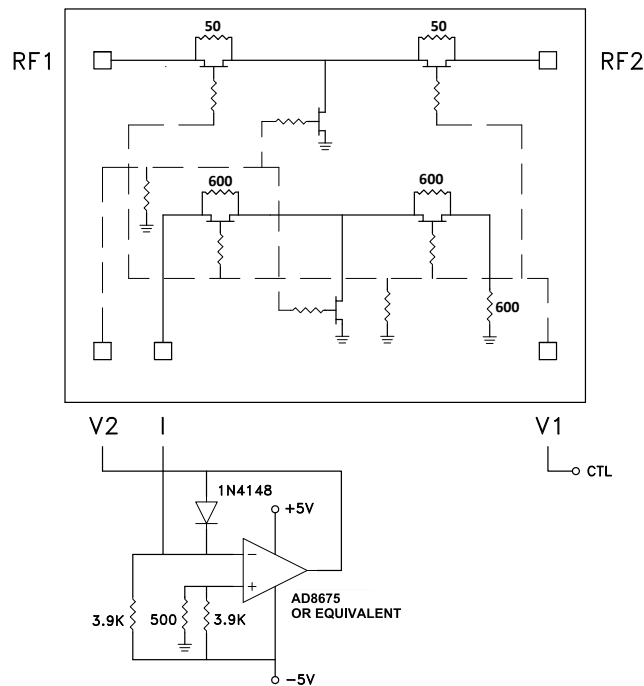 50
50
RF1
RF2
600
600
600
V2
I
V1
CTL
1N4148
+5V
−
+
AD8675
OR EQUIVALENT
3.9K
500
3.9K
−5V